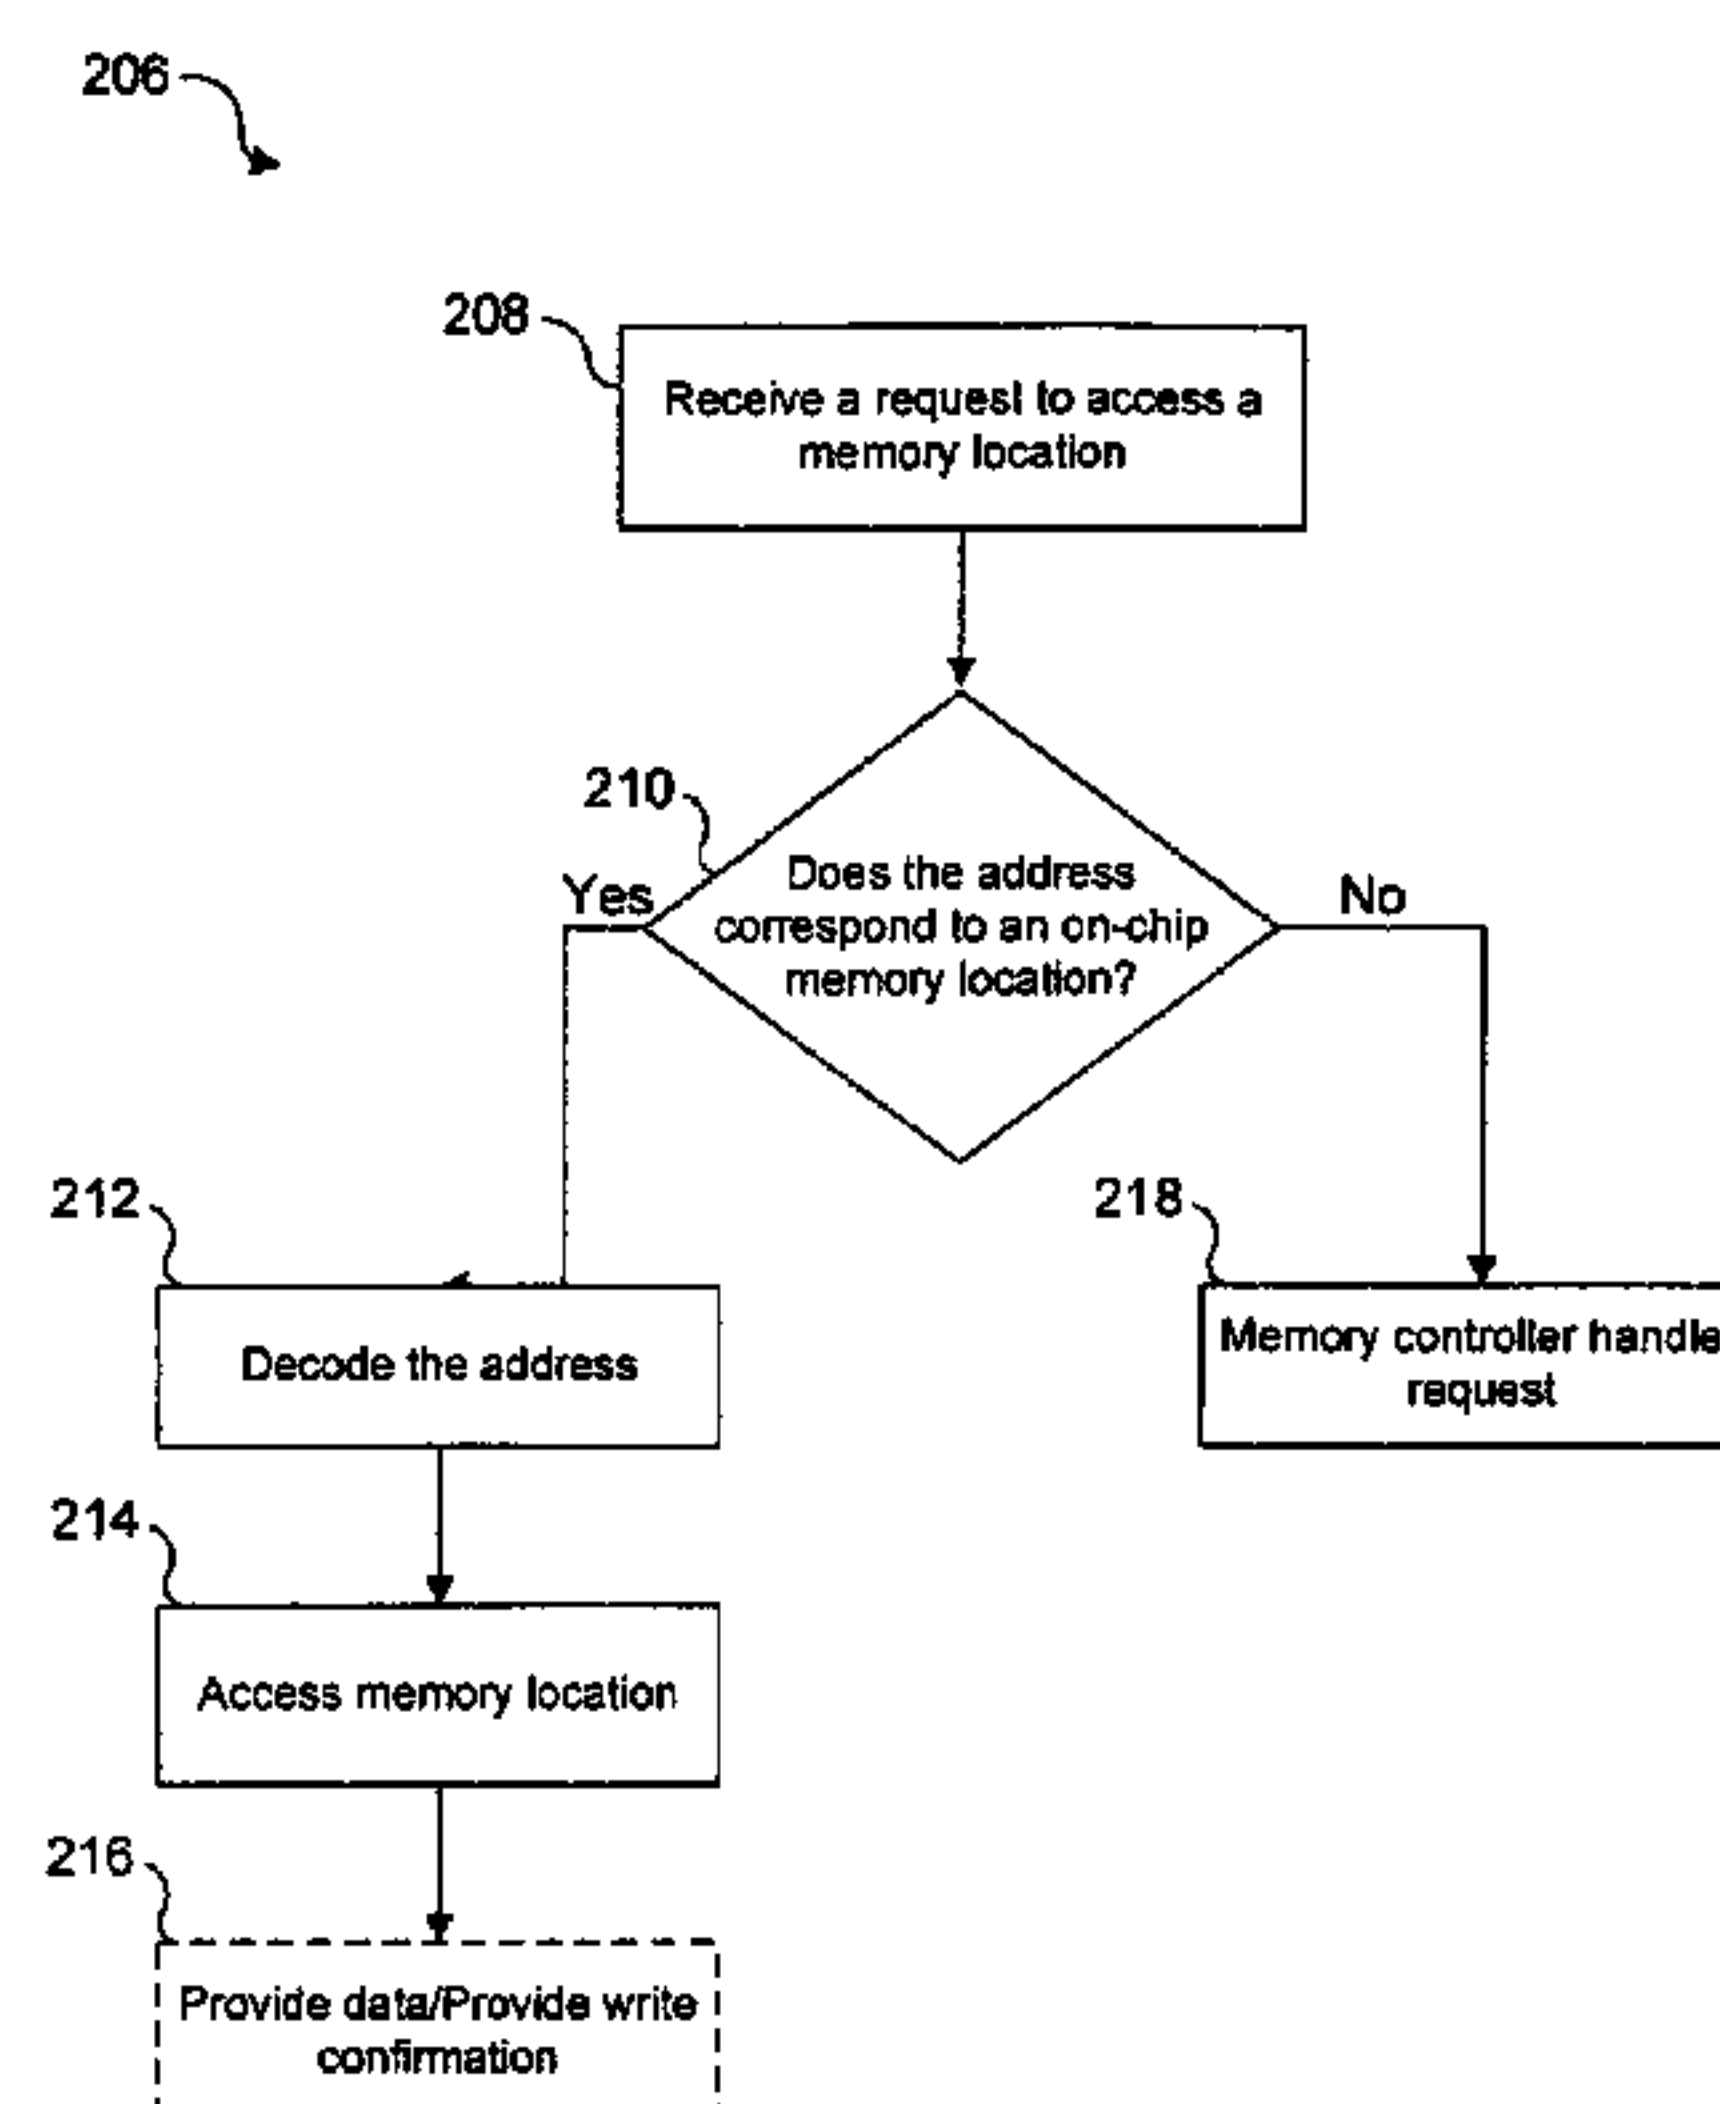 206
208
Receive a request to access a
memory location
210
Yes
No
Does the address
correspond to an on-chip
memory location?
212
218
Decode the address
Memory controller handle
request
214
Access memory location
216
Provide data/Provide write
confirmation